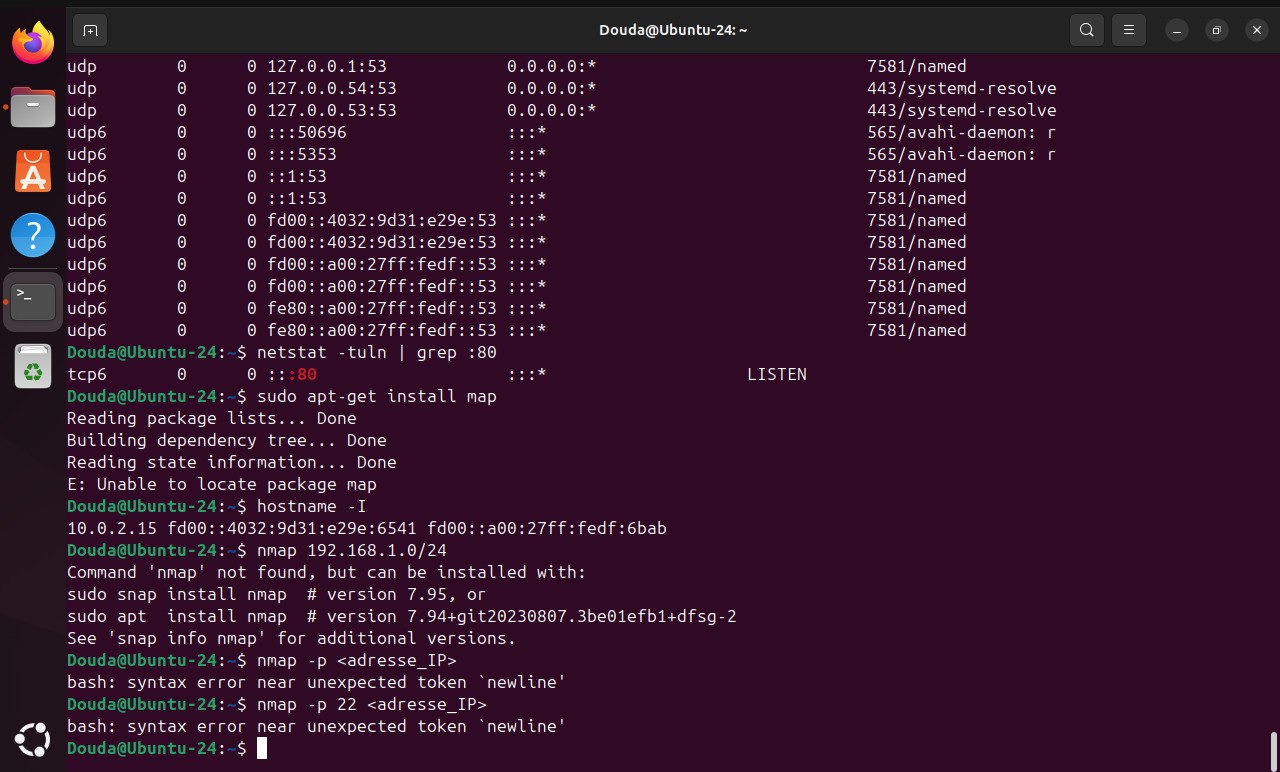 Douda@Ubuntu-24: ~
udp        0      0 127.0.0.1:53            0.0.0.0:*                           7581/named
udp        0      0 127.0.0.54:53           0.0.0.0:*                           443/systemd-resolve
udp        0      0 127.0.0.53:53           0.0.0.0:*                           443/systemd-resolve
udp6       0      0 :::50696                :::*                                565/avahi-daemon: r
udp6       0      0 :::5353                 :::*                                565/avahi-daemon: r
udp6       0      0 ::1:53                  :::*                                7581/named
udp6       0      0 ::1:53                  :::*                                7581/named
udp6       0      0 fd00::4032:9d31:e29e:53 :::*                                7581/named
udp6       0      0 fd00::4032:9d31:e29e:53 :::*                                7581/named
udp6       0      0 fd00::a00:27ff:fedf::53 :::*                                7581/named
udp6       0      0 fd00::a00:27ff:fedf::53 :::*                                7581/named
udp6       0      0 fe80::a00:27ff:fedf::53 :::*                                7581/named
udp6       0      0 fe80::a00:27ff:fedf::53 :::*                                7581/named
Douda@Ubuntu-24:~$ netstat -tuln | grep :80
tcp6       0      0 :::80                   :::*                    LISTEN
Douda@Ubuntu-24:~$ sudo apt-get install map
Reading package lists... Done
Building dependency tree... Done
Reading state information... Done
E: Unable to locate package map
Douda@Ubuntu-24:~$ hostname -I
10.0.2.15 fd00::4032:9d31:e29e:6541 fd00::a00:27ff:fedf:6bab
Douda@Ubuntu-24:~$ nmap 192.168.1.0/24
Command 'nmap' not found, but can be installed with:
sudo snap install nmap  # version 7.95, or
sudo apt  install nmap  # version 7.94+git20230807.3be01efb1+dfsg-2
See 'snap info nmap' for additional versions.
Douda@Ubuntu-24:~$ nmap -p <adresse_IP>
bash: syntax error near unexpected token `newline'
Douda@Ubuntu-24:~$ nmap -p 22 <adresse_IP>
bash: syntax error near unexpected token `newline'
Douda@Ubuntu-24:~$